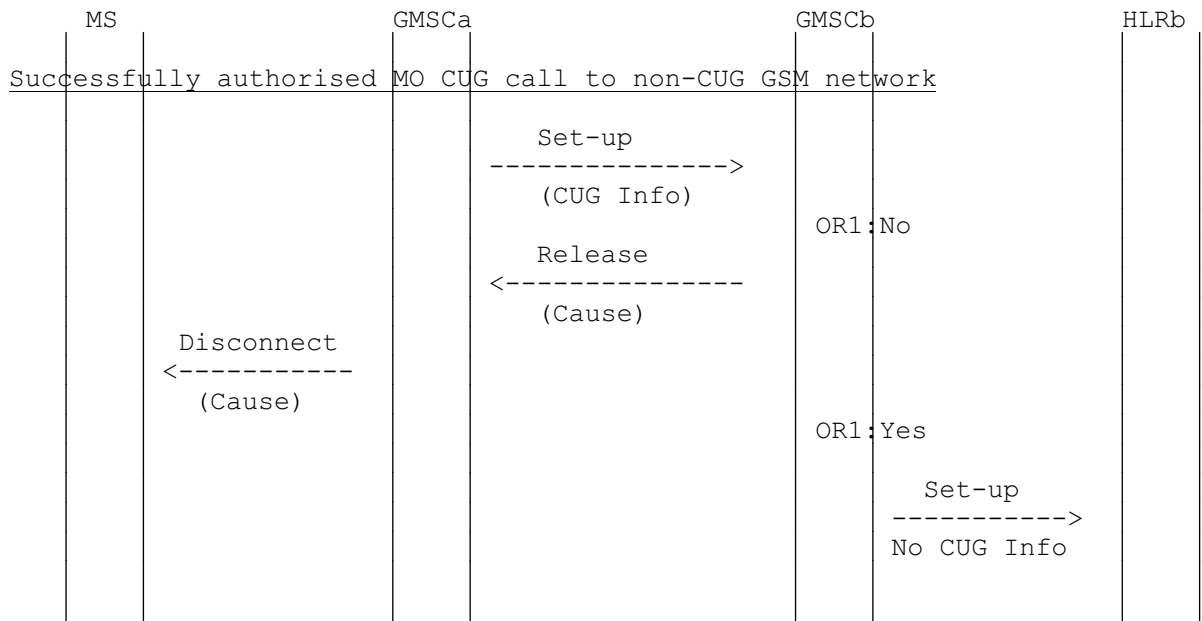 MS GMSCa GMSCb HLRb
Successfully authorised MO CUG call to non-CUG GSM network
Set-up
--------------->
(CUG Info)
OR1:No
Release
<---------------
(Cause)
Disconnect
<-----------
(Cause)
OR1:Yes
Set-up
----------->
No CUG Info